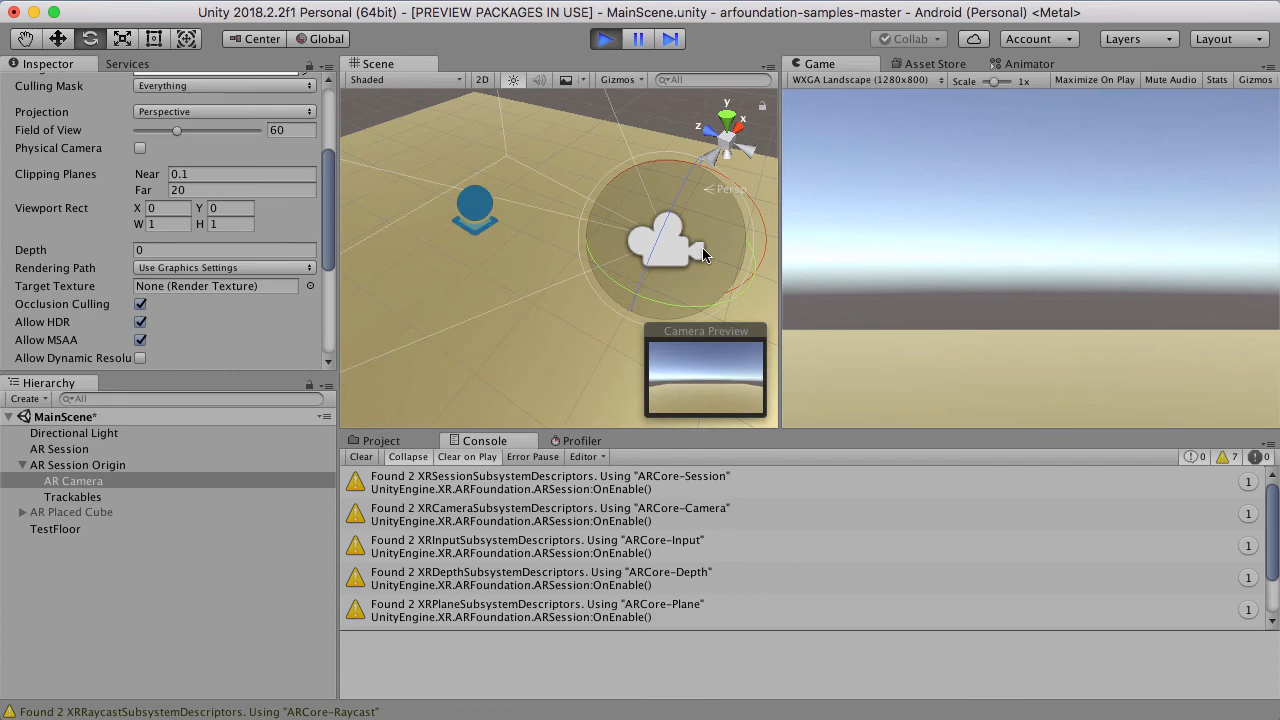 Unity 2018.2.2f1 Personal (64bit) - [PREVIEW PACKAGES IN USE] - MainScene.unity - arfoundation-samples-master - Android (Personal) <Metal>
Center Global Collab Account Layers Layout
Inspector Services
Culling Mask Everything
Projection Perspective
Field of View 60
Physical Camera
Clipping Planes Near 0.1
Far 20
Viewport Rect X 0 Y 0
W 1 H 1
Depth 0
Rendering Path Use Graphics Settings
Target Texture None (Render Texture)
Occlusion Culling
Allow HDR
Allow MSAA
Allow Dynamic Resolu
Hierarchy
Create All
MainScene*
Directional Light
AR Session
AR Session Origin
AR Camera
Trackables
AR Placed Cube
TestFloor
Scene
Shaded 2D Gizmos All
y
z x
Persp
Camera Preview
Game Asset Store Animator
WXGA Landscape (1280x800) Scale 1x Maximize On Play Mute Audio Stats Gizmos
Project Console Profiler
Clear Collapse Clear on Play Error Pause Editor 0 7 0
Found 2 XRSessionSubsystemDescriptors. Using "ARCore-Session" 1
UnityEngine.XR.ARFoundation.ARSession:OnEnable()
Found 2 XRCameraSubsystemDescriptors. Using "ARCore-Camera" 1
UnityEngine.XR.ARFoundation.ARSession:OnEnable()
Found 2 XRInputSubsystemDescriptors. Using "ARCore-Input" 1
UnityEngine.XR.ARFoundation.ARSession:OnEnable()
Found 2 XRDepthSubsystemDescriptors. Using "ARCore-Depth" 1
UnityEngine.XR.ARFoundation.ARSession:OnEnable()
Found 2 XRPlaneSubsystemDescriptors. Using "ARCore-Plane" 1
UnityEngine.XR.ARFoundation.ARSession:OnEnable()
Found 2 XRRaycastSubsystemDescriptors. Using "ARCore-Raycast"